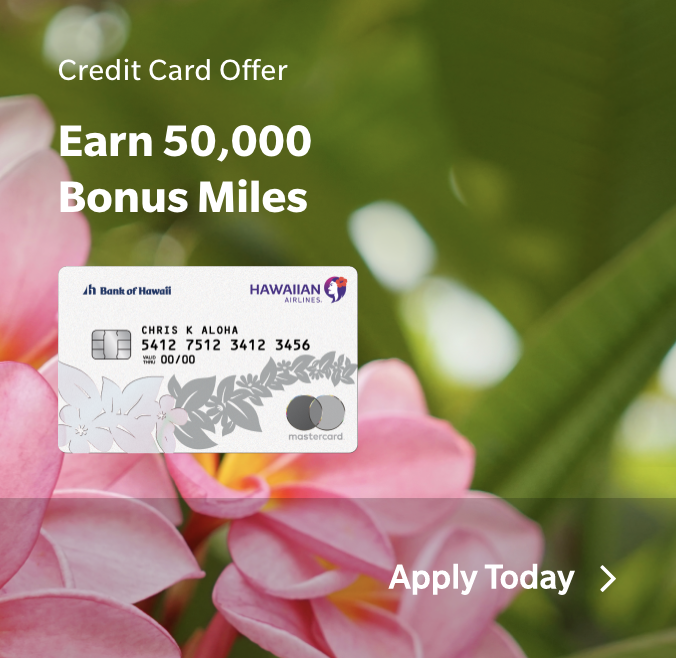 Credit Card Offer
Earn 50,000
Bonus Miles
Bank of Hawaii
HAWAIIAN
AIRLINES.
CHRIS K ALOHA
5412 7512 3412 3456
VALID
THRU 00/00
mastercard
Apply Today